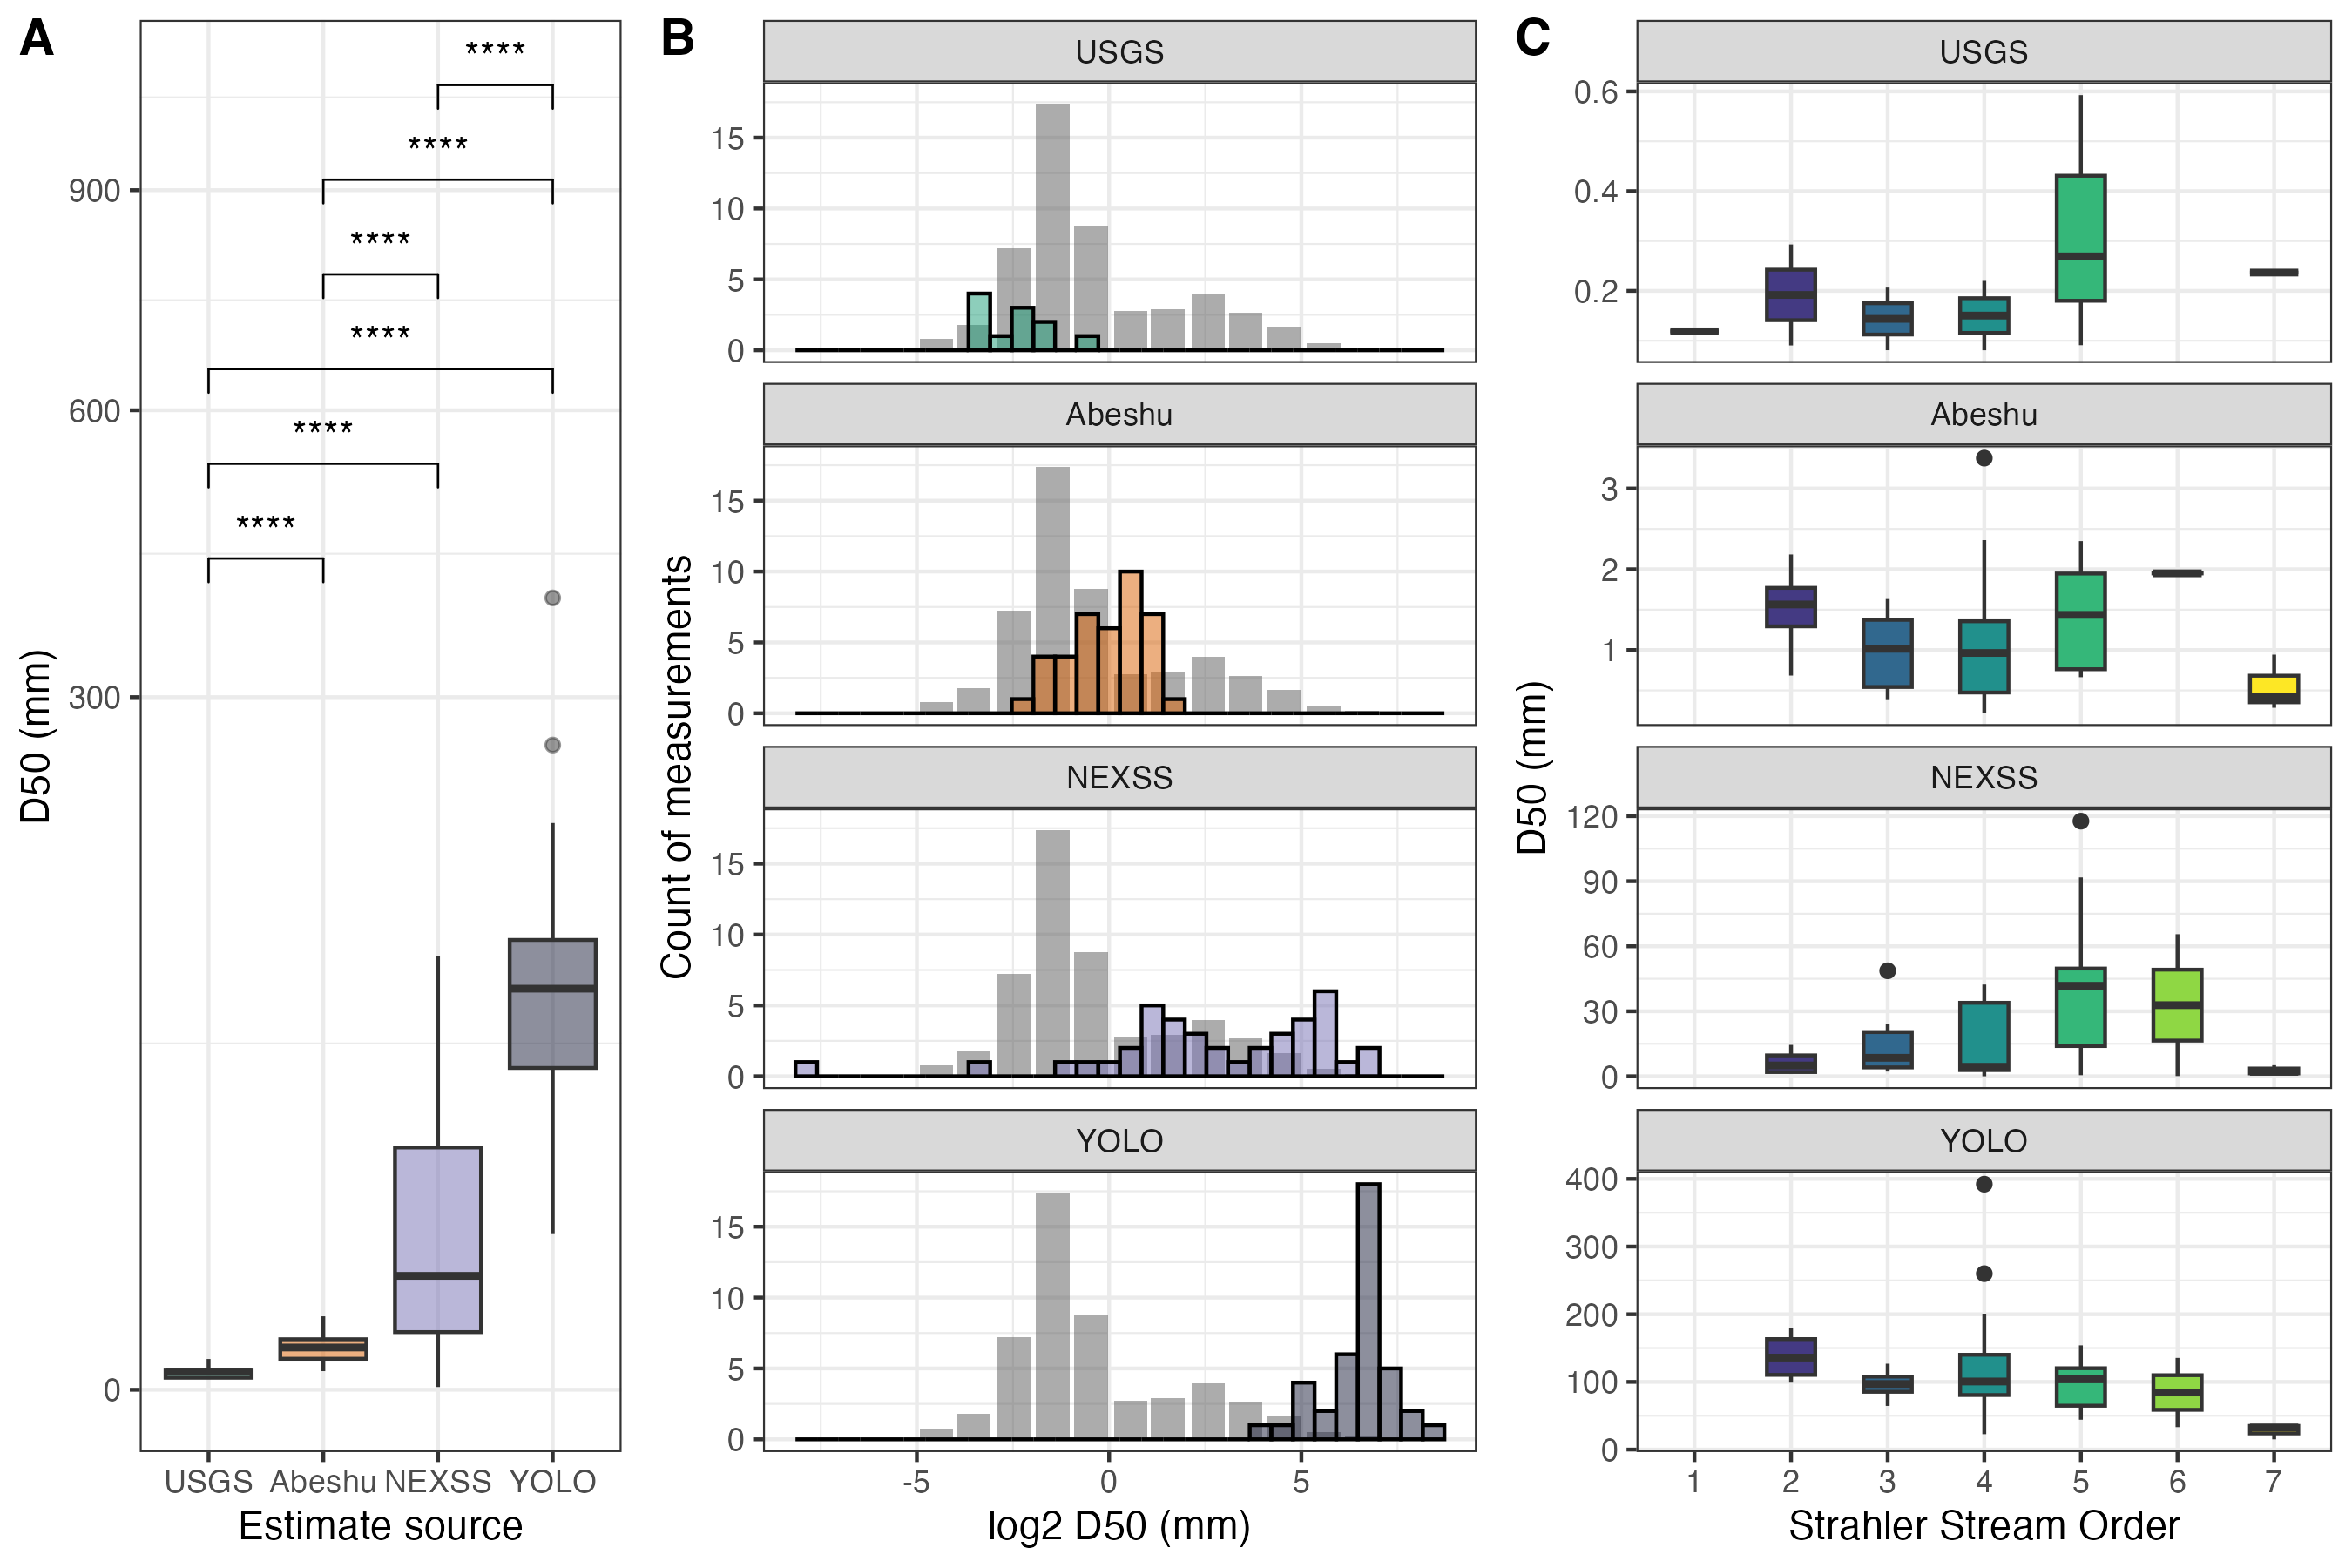 A
****
****
****
****
****
****
900
600
300
0
D50 (mm)
USGS Abeshu NEXSS YOLO
Estimate source
B
USGS
15
10
5
0
Abeshu
15
10
5
0
NEXSS
15
10
5
0
YOLO
15
10
5
0
Count of measurements
-5 0 5
log2 D50 (mm)
C
USGS
0.6
0.4
0.2
Abeshu
3
2
1
NEXSS
120
90
60
30
0
YOLO
400
300
200
100
0
D50 (mm)
1 2 3 4 5 6 7
Strahler Stream Order